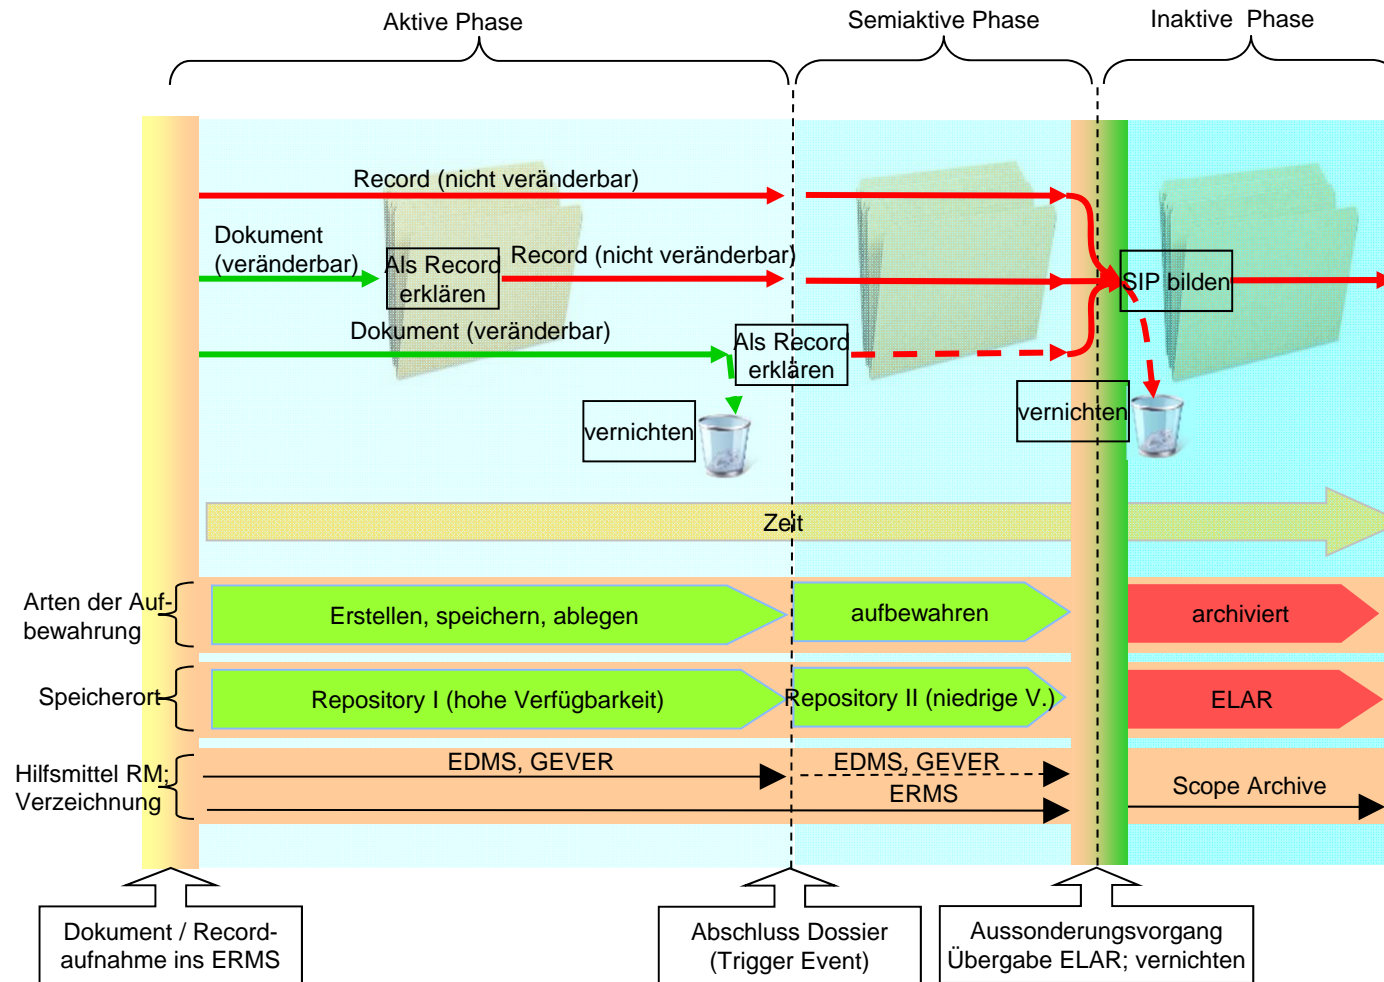 Aktive Phase
Semiaktive Phase
Inaktive Phase
Record (nicht veränderbar)
Dokument
(veränderbar)
Als Record
erklären
Record (nicht veränderbar)
SIP bilden
Dokument (veränderbar)
Als Record
erklären
vernichten
vernichten
Zeit
Arten der Auf-
bewahrung
Erstellen, speichern, ablegen
aufbewahren
archiviert
Speicherort
Repository I (hohe Verfügbarkeit)
Repository II (niedrige V.)
ELAR
Hilfsmittel RM;
Verzeichnung
EDMS, GEVER
EDMS, GEVER
ERMS
Scope Archive
Dokument / Record-
aufnahme ins ERMS
Abschluss Dossier
(Trigger Event)
Aussonderungsvorgang
Übergabe ELAR; vernichten